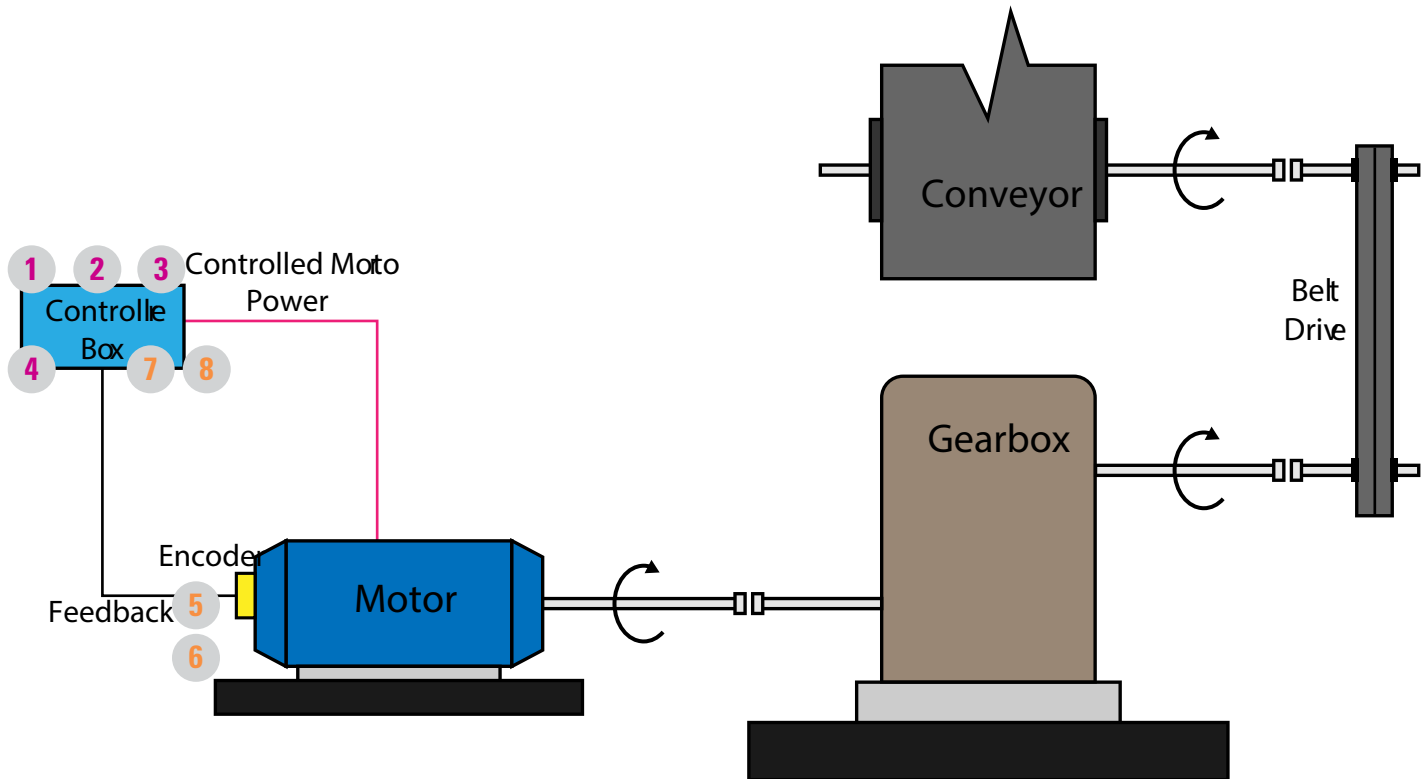 Conveyor
1 2 3
Controlled Moto
Power
Controlle
Box
4 7 8
Belt
Drive
Gearbox
Encoder
Feedback
5
6
Motor